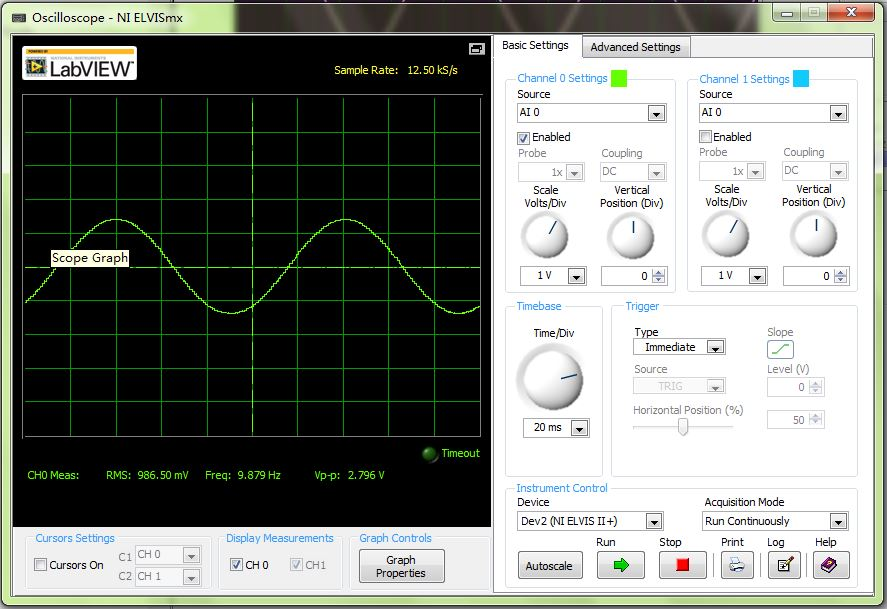 Oscilloscope - NI ELVISmx
POWERED BY
NATIONAL INSTRUMENTS
LabVIEW™
Sample Rate: 12.50 kS/s
Scope Graph
Timeout
CH0 Meas: RMS: 986.50 mV Freq: 9.879 Hz Vp-p: 2.796 V
Cursors Settings
Cursors On
C1 CH 0
C2 CH 1
Display Measurements
CH 0 CH1
Graph Controls
Graph
Properties
Basic Settings Advanced Settings
Channel 0 Settings
Source
AI 0
Enabled
Probe Coupling
1x DC
Scale Vertical
Volts/Div Position (Div)
1 V 0
Channel 1 Settings
Source
AI 0
Enabled
Probe Coupling
1x DC
Scale Vertical
Volts/Div Position (Div)
1 V 0
Timebase
Time/Div
20 ms
Trigger
Type Slope
Immediate
Source Level (V)
TRIG 0
Horizontal Position (%)
50
Instrument Control
Device Acquisition Mode
Dev2 (NI ELVIS II+) Run Continuously
Run Stop Print Log Help
Autoscale